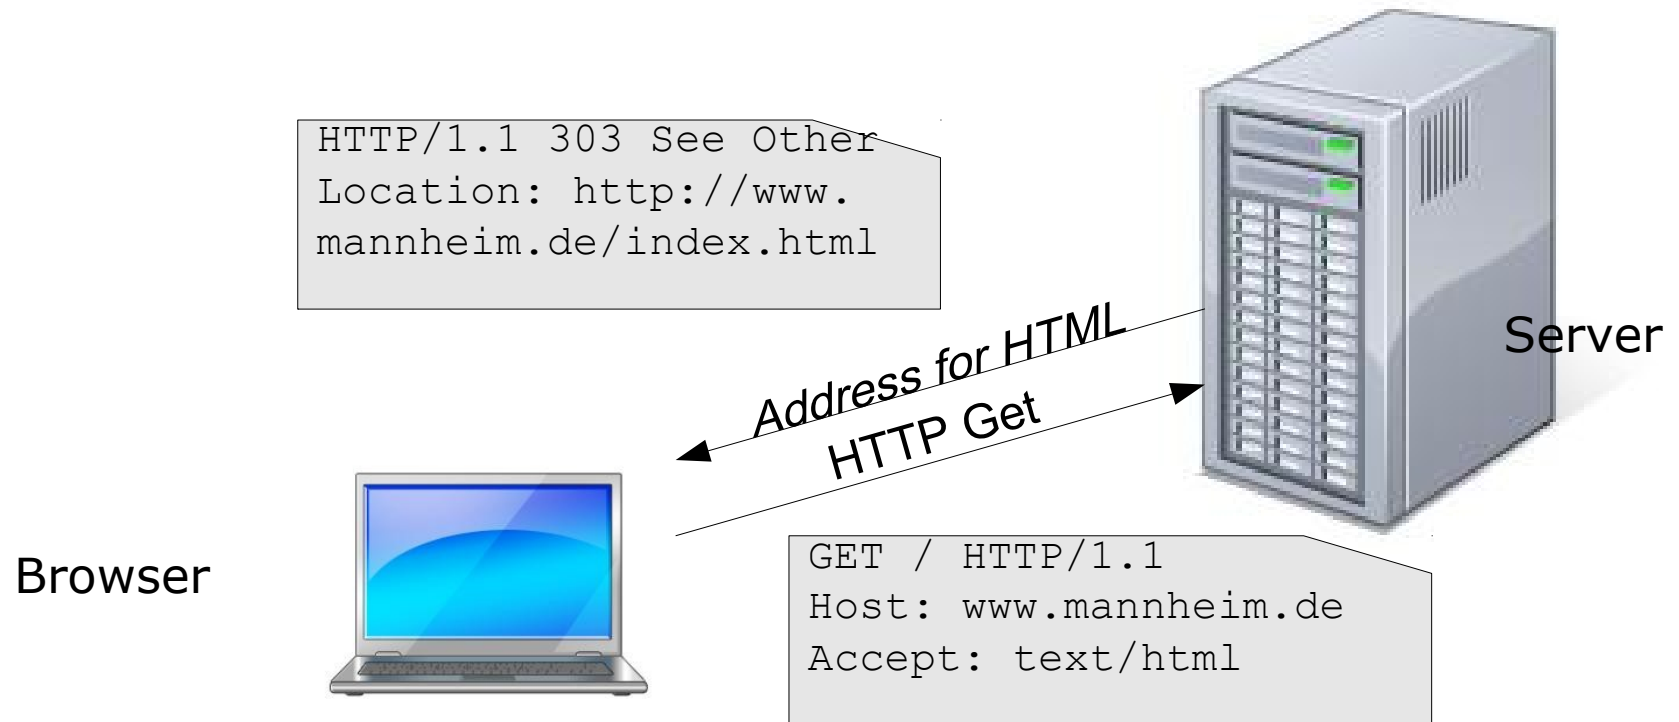 HTTP/1.1 303 See Other
Location: http://www.
mannheim.de/index.html
Server
Address for HTML
HTTP Get
Browser
GET / HTTP/1.1
Host: www.mannheim.de
Accept: text/html